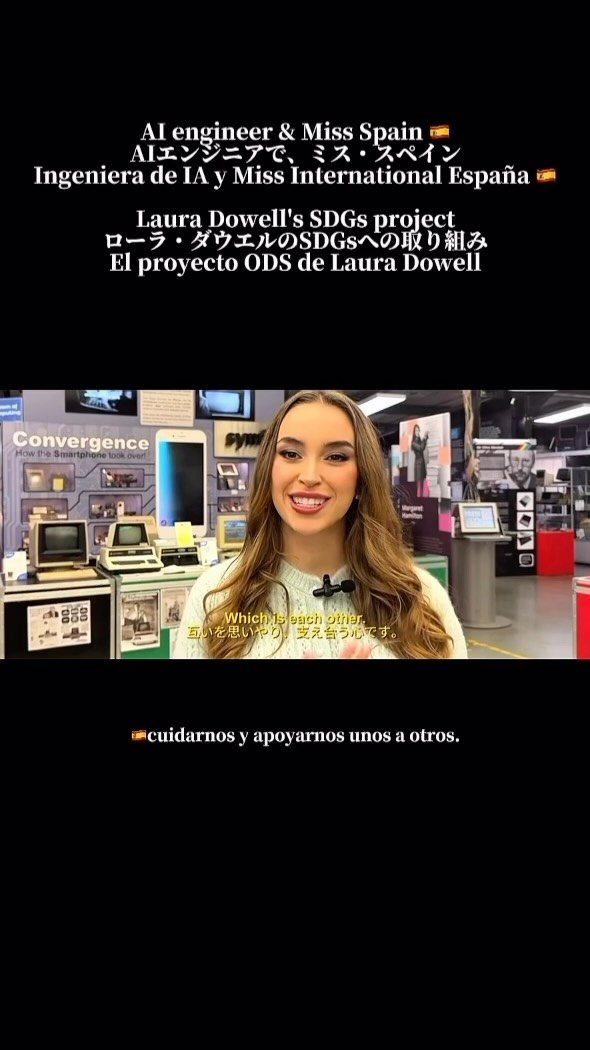 AI engineer & Miss Spain 🇪🇸
AIエンジニアで、ミス・スペイン
Ingeniera de IA y Miss International España 🇪🇸
Laura Dowell's SDGs project
ローラ・ダウエルのSDGsへの取り組み
El proyecto ODS de Laura Dowell
Convergence
How the Smartphone took over!
Margaret
Hamilton
Which is each other.
互いを思いやり、支え合う心です。
🇪🇸cuidarnos y apoyarnos unos a otros.